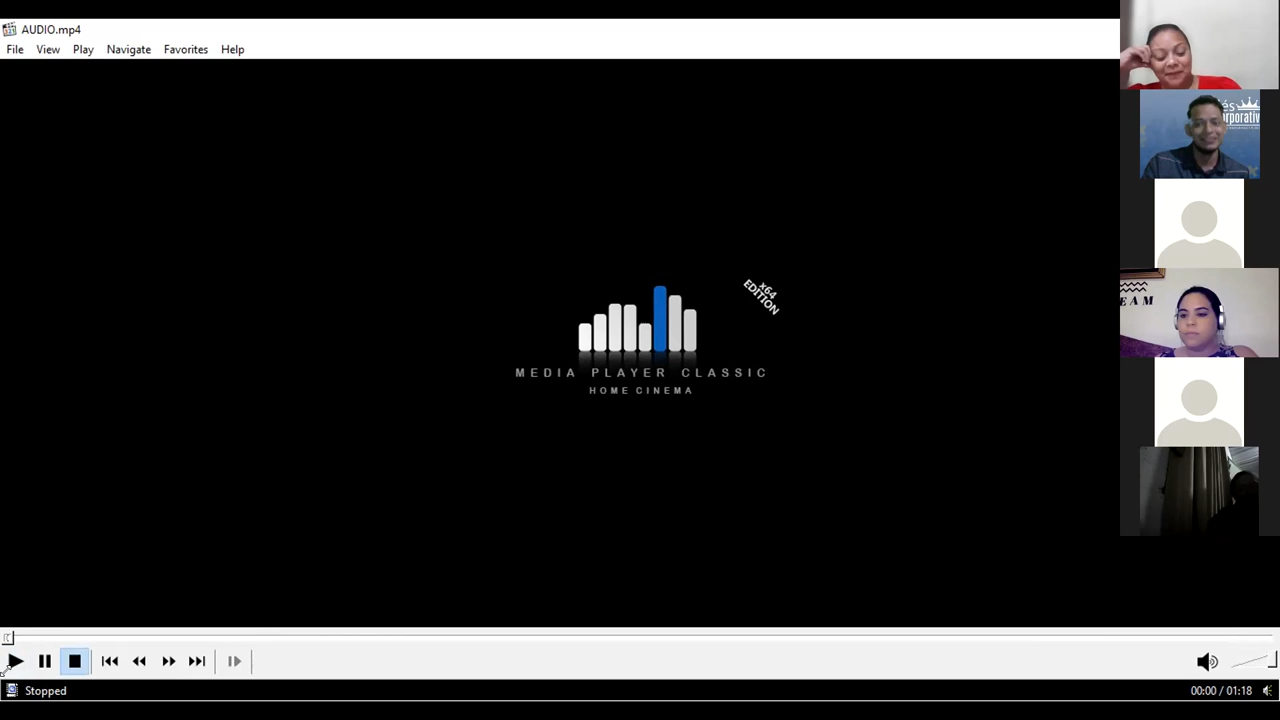 AUDIO.mp4
File View Play Navigate Favorites Help
x64
EDITION
MEDIA PLAYER CLASSIC
HOME CINEMA
Stopped
00:00 / 01:18
EAM